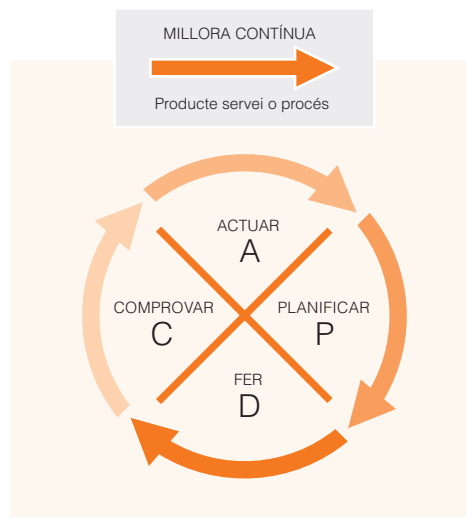 MILLORA CONTÍNUA
Producte servei o procés
ACTUAR
A
COMPROVAR
C
PLANIFICAR
P
FER
D